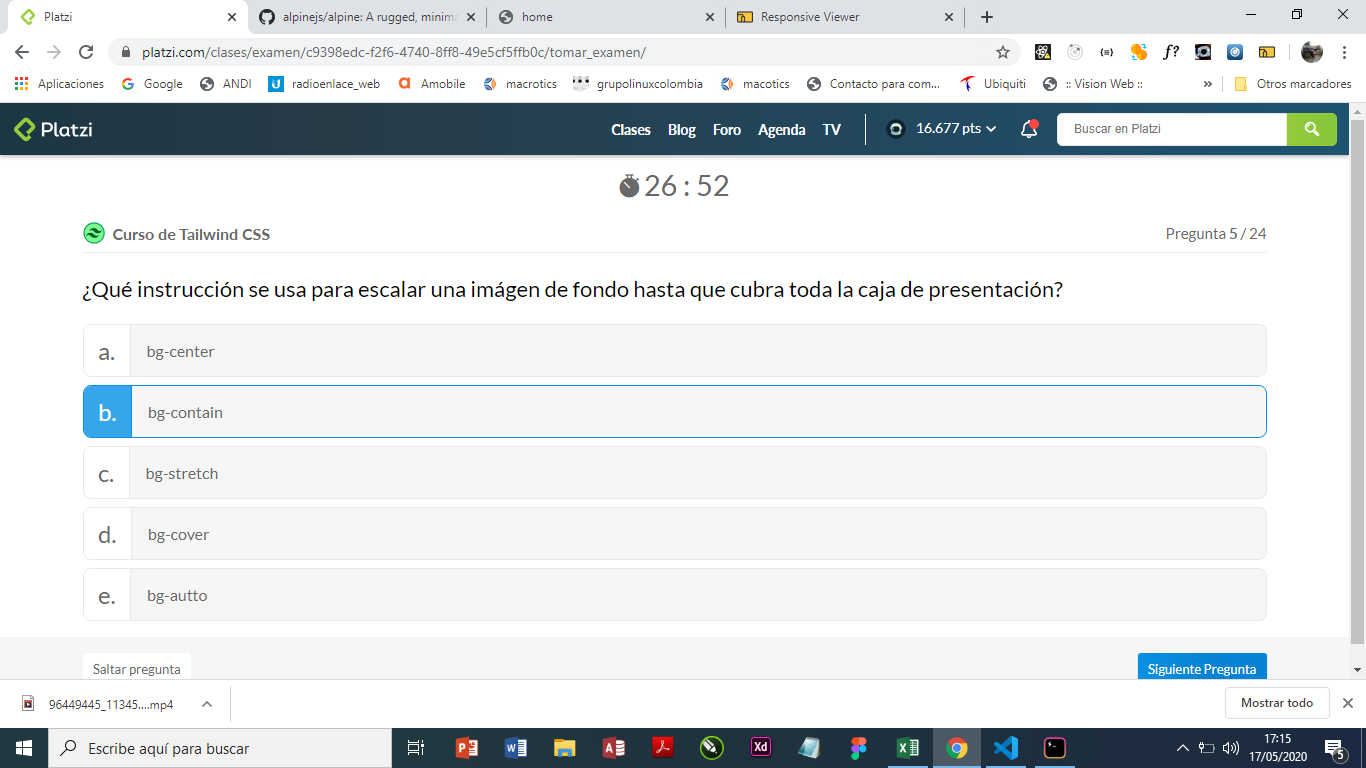 Platzi
alpinejs/alpine: A rugged, minima
home
Responsive Viewer
platzi.com/clases/examen/c9398edc-f2f6-4740-8ff8-49e5cf5ffb0c/tomar_examen/
f?
Aplicaciones
Google
ANDI
radioenlace_web
Amobile
macrotics
grupolinuxcolombia
macotics
Contacto para com...
Ubiquiti
:: Vision Web ::
»
Otros marcadores
Platzi
Clases Blog Foro Agenda TV
16.677 pts
Buscar en Platzi
26 : 52
Curso de Tailwind CSS
Pregunta 5 / 24
¿Qué instrucción se usa para escalar una imágen de fondo hasta que cubra toda la caja de presentación?
a. bg-center
b. bg-contain
c. bg-stretch
d. bg-cover
e. bg-autto
Saltar pregunta
Siguiente Pregunta
96449445_11345....mp4
Mostrar todo
Escribe aquí para buscar
Xd
17:15
17/05/2020
5